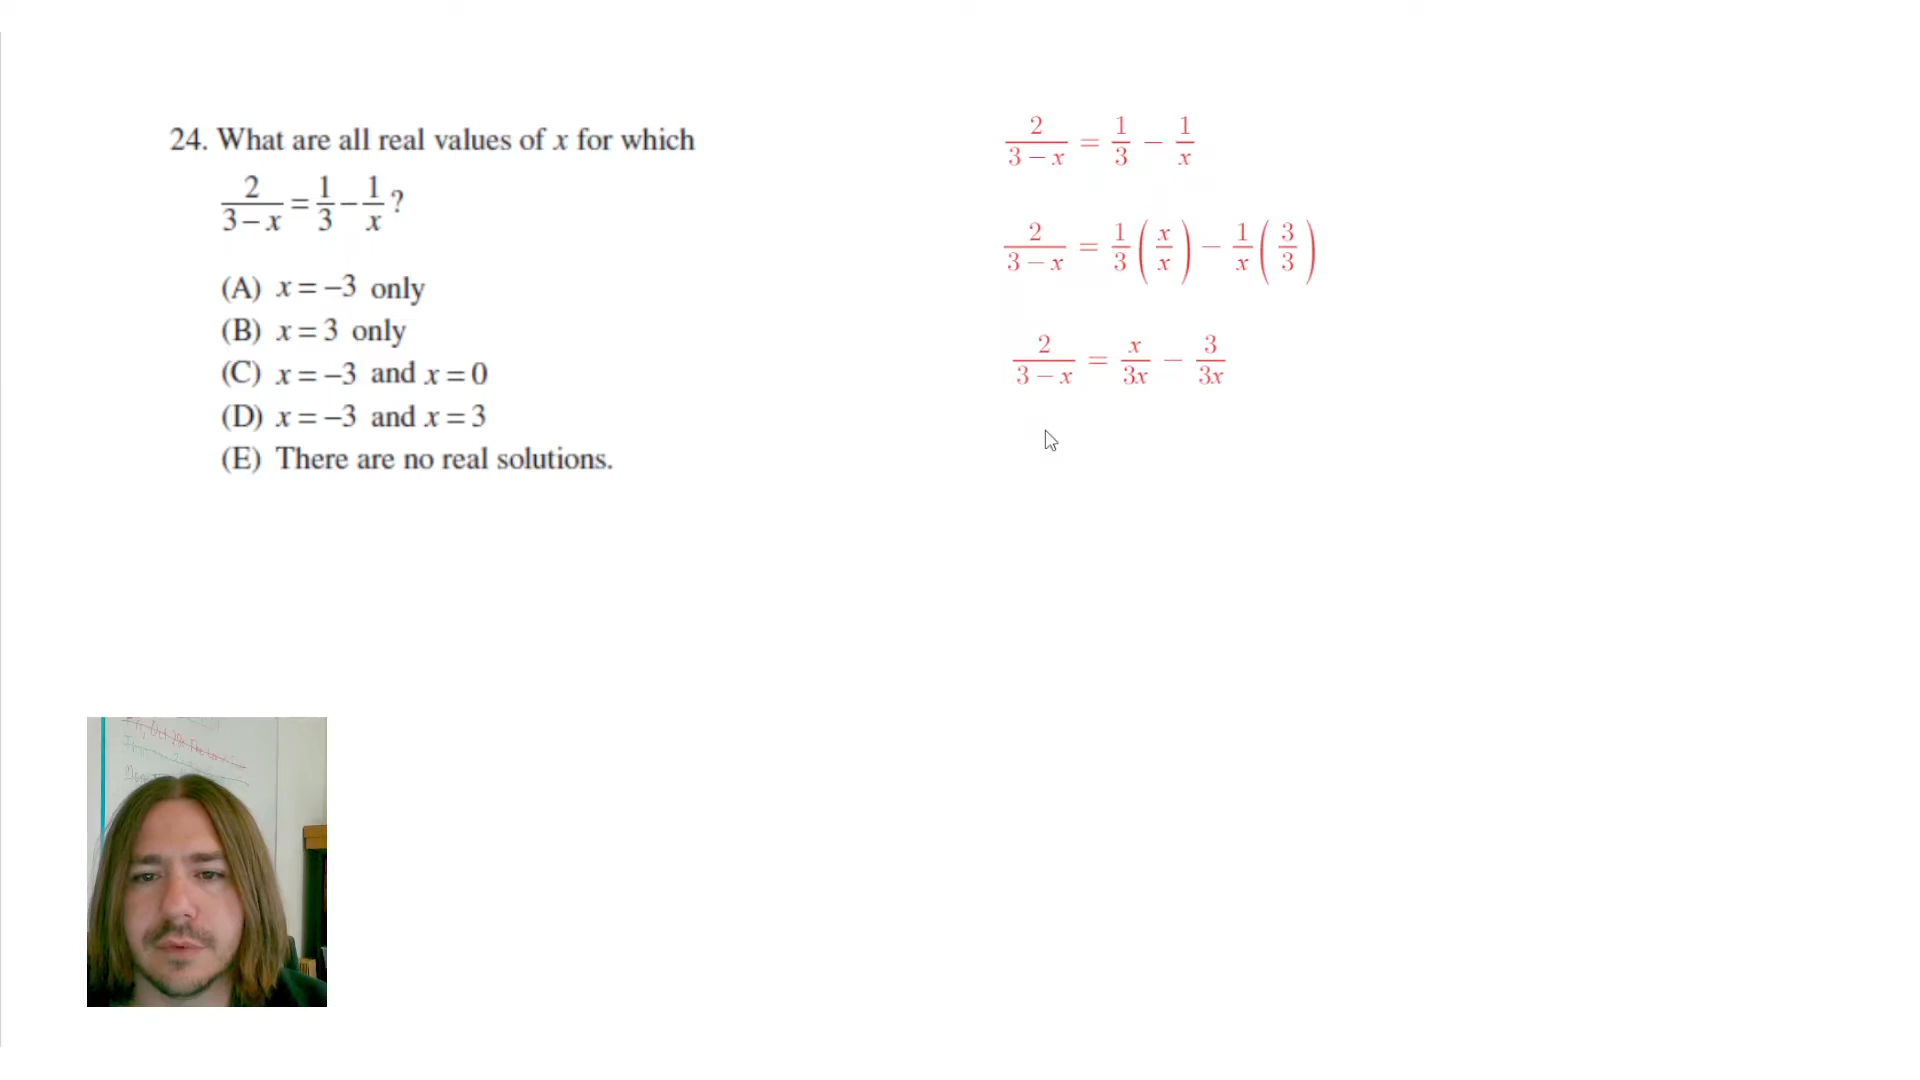 24. What are all real values of x for which
2/(3 – x) = 1/3 – 1/x ?
(A) x = –3 only
(B) x = 3 only
(C) x = –3 and x = 0
(D) x = –3 and x = 3
(E) There are no real solutions.
2/(3 – x) = 1/3 – 1/x
2/(3 – x) = 1/3 (x/x) – 1/x (3/3)
2/(3 – x) = x/3x – 3/3x